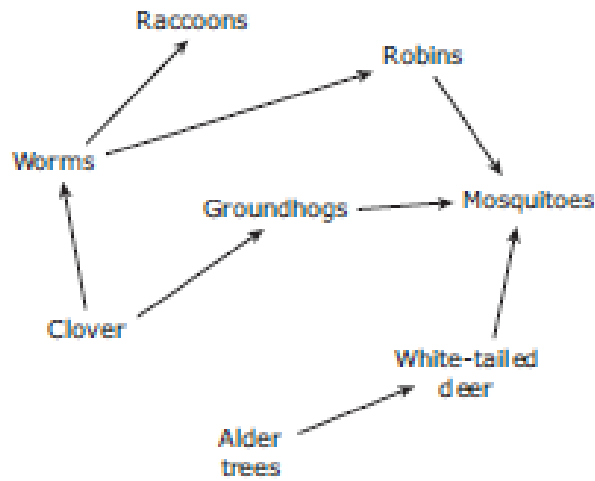 Raccoons
Robins
Worms
Groundhogs
Mosquitoes
Clover
White-tailed
deer
Alder
trees